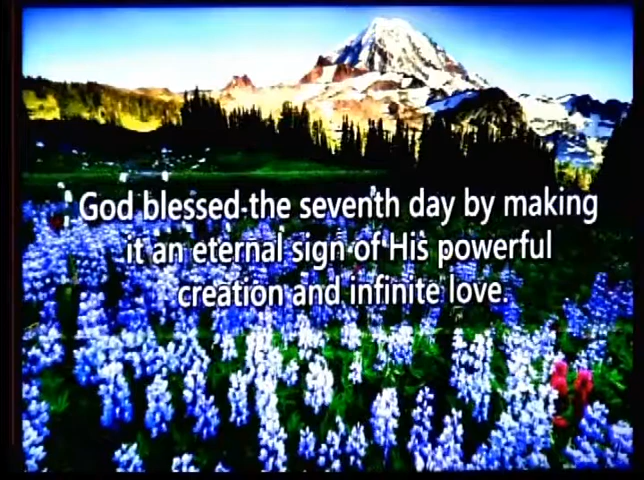 God blessed the seventh day by making
it an eternal sign of His powerful
creation and infinite love.